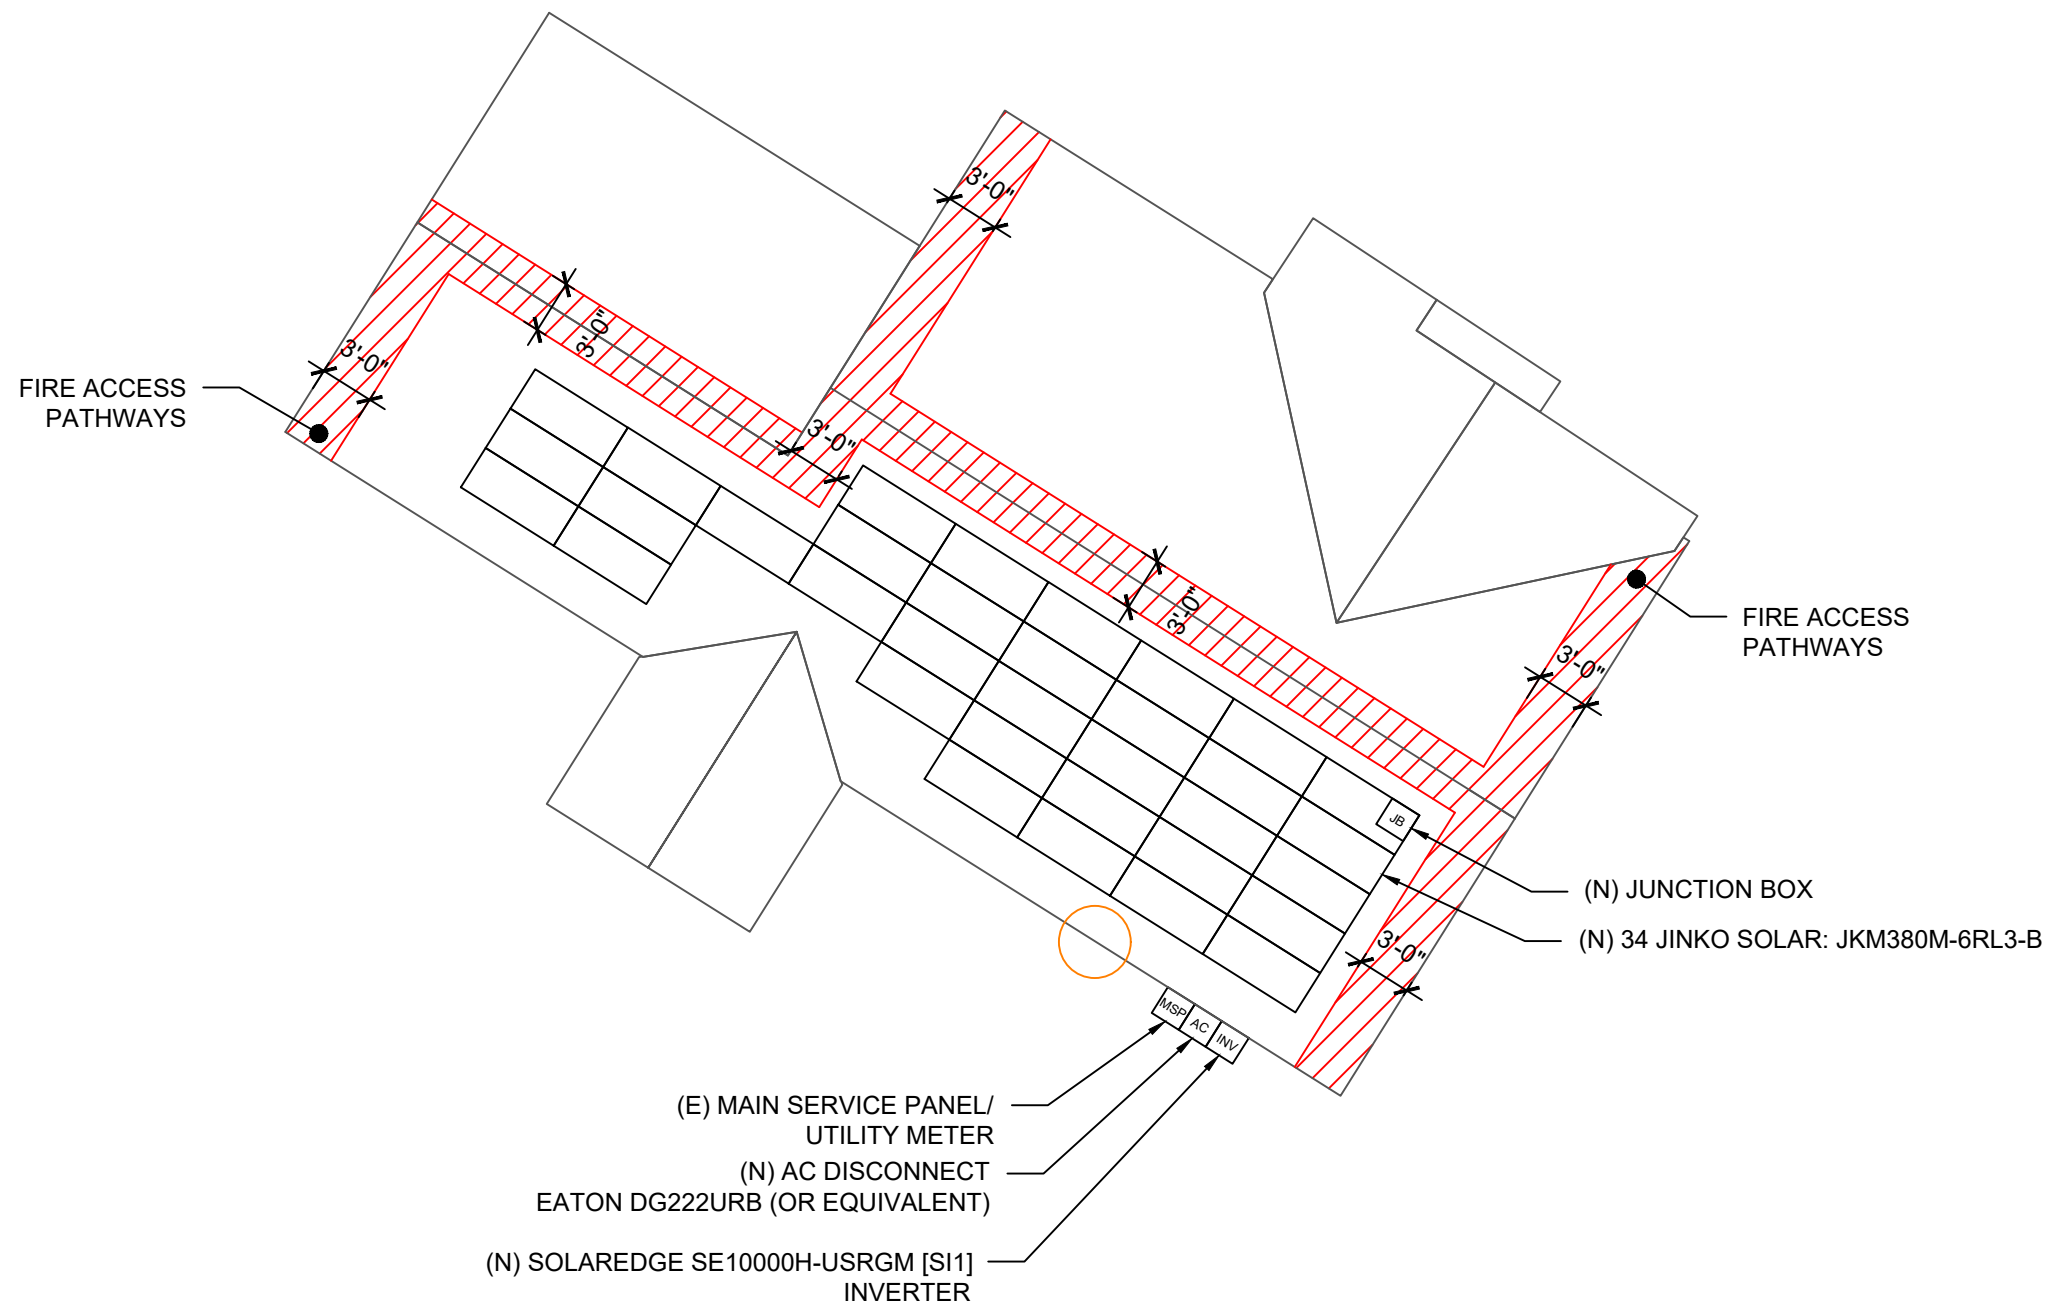 3'-0"
3'-0"
3'-0"
FIRE ACCESS
PATHWAYS
3'-0"
3'-0"
FIRE ACCESS
PATHWAYS
3'-0"
JB
(N) JUNCTION BOX
(N) 34 JINKO SOLAR: JKM380M-6RL3-B
3'-0"
MSP
AC
INV
(E) MAIN SERVICE PANEL/
UTILITY METER
(N) AC DISCONNECT
EATON DG222URB (OR EQUIVALENT)
(N) SOLAREDGE SE10000H-USRGM [SI1]
INVERTER